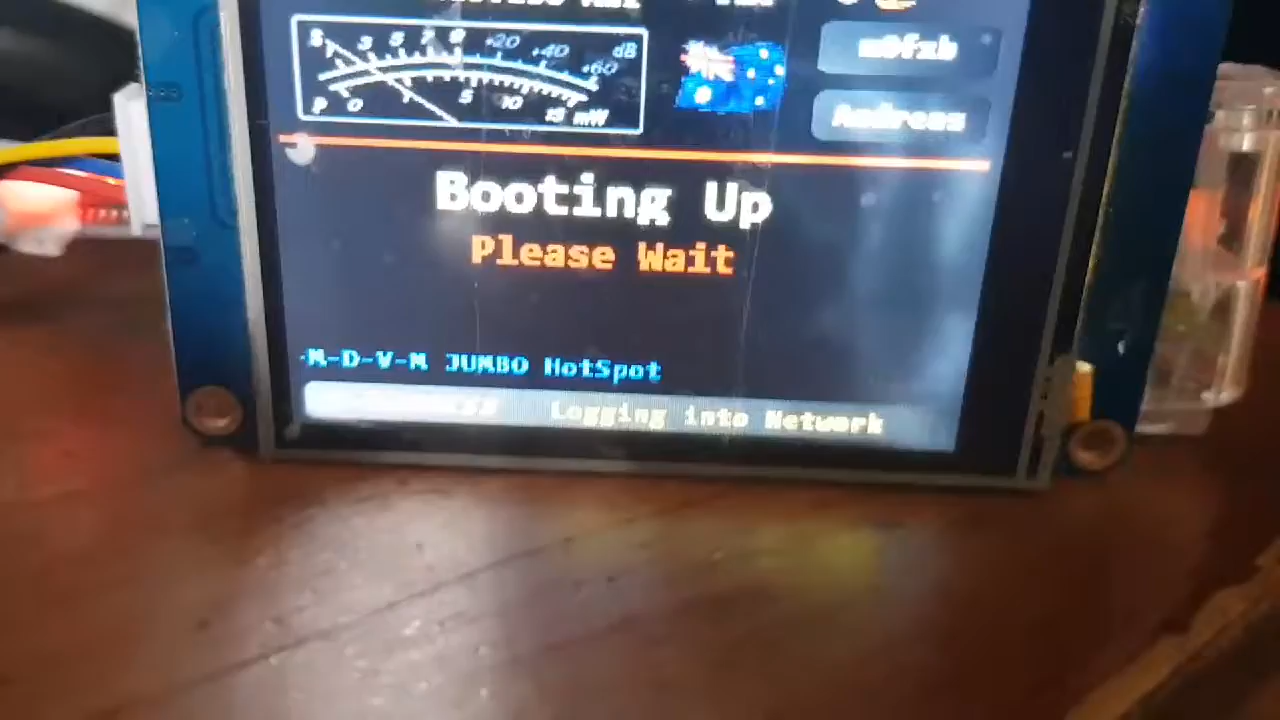 S 3 5 7 9 +20 +40 +60 dB
P 0 5 10 15 mW
Andreas
Booting Up
Please Wait
-M-D-V-M JUMBO HotSpot
Logging into Network